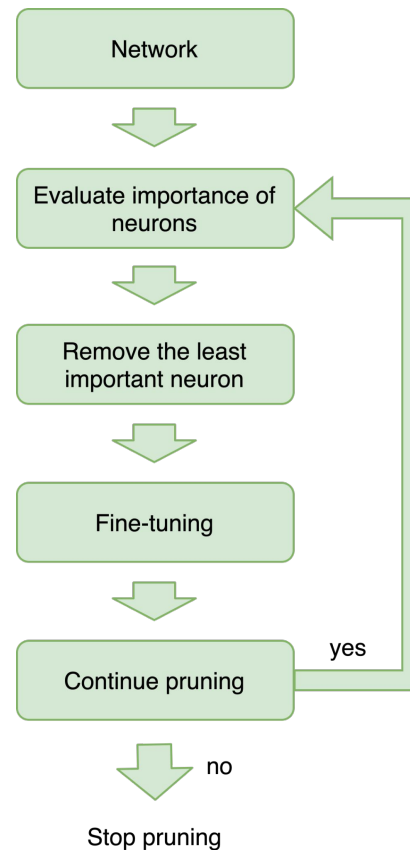 Network
Evaluate importance of
neurons
Remove the least
important neuron
Fine-tuning
Continue pruning
yes
no
Stop pruning